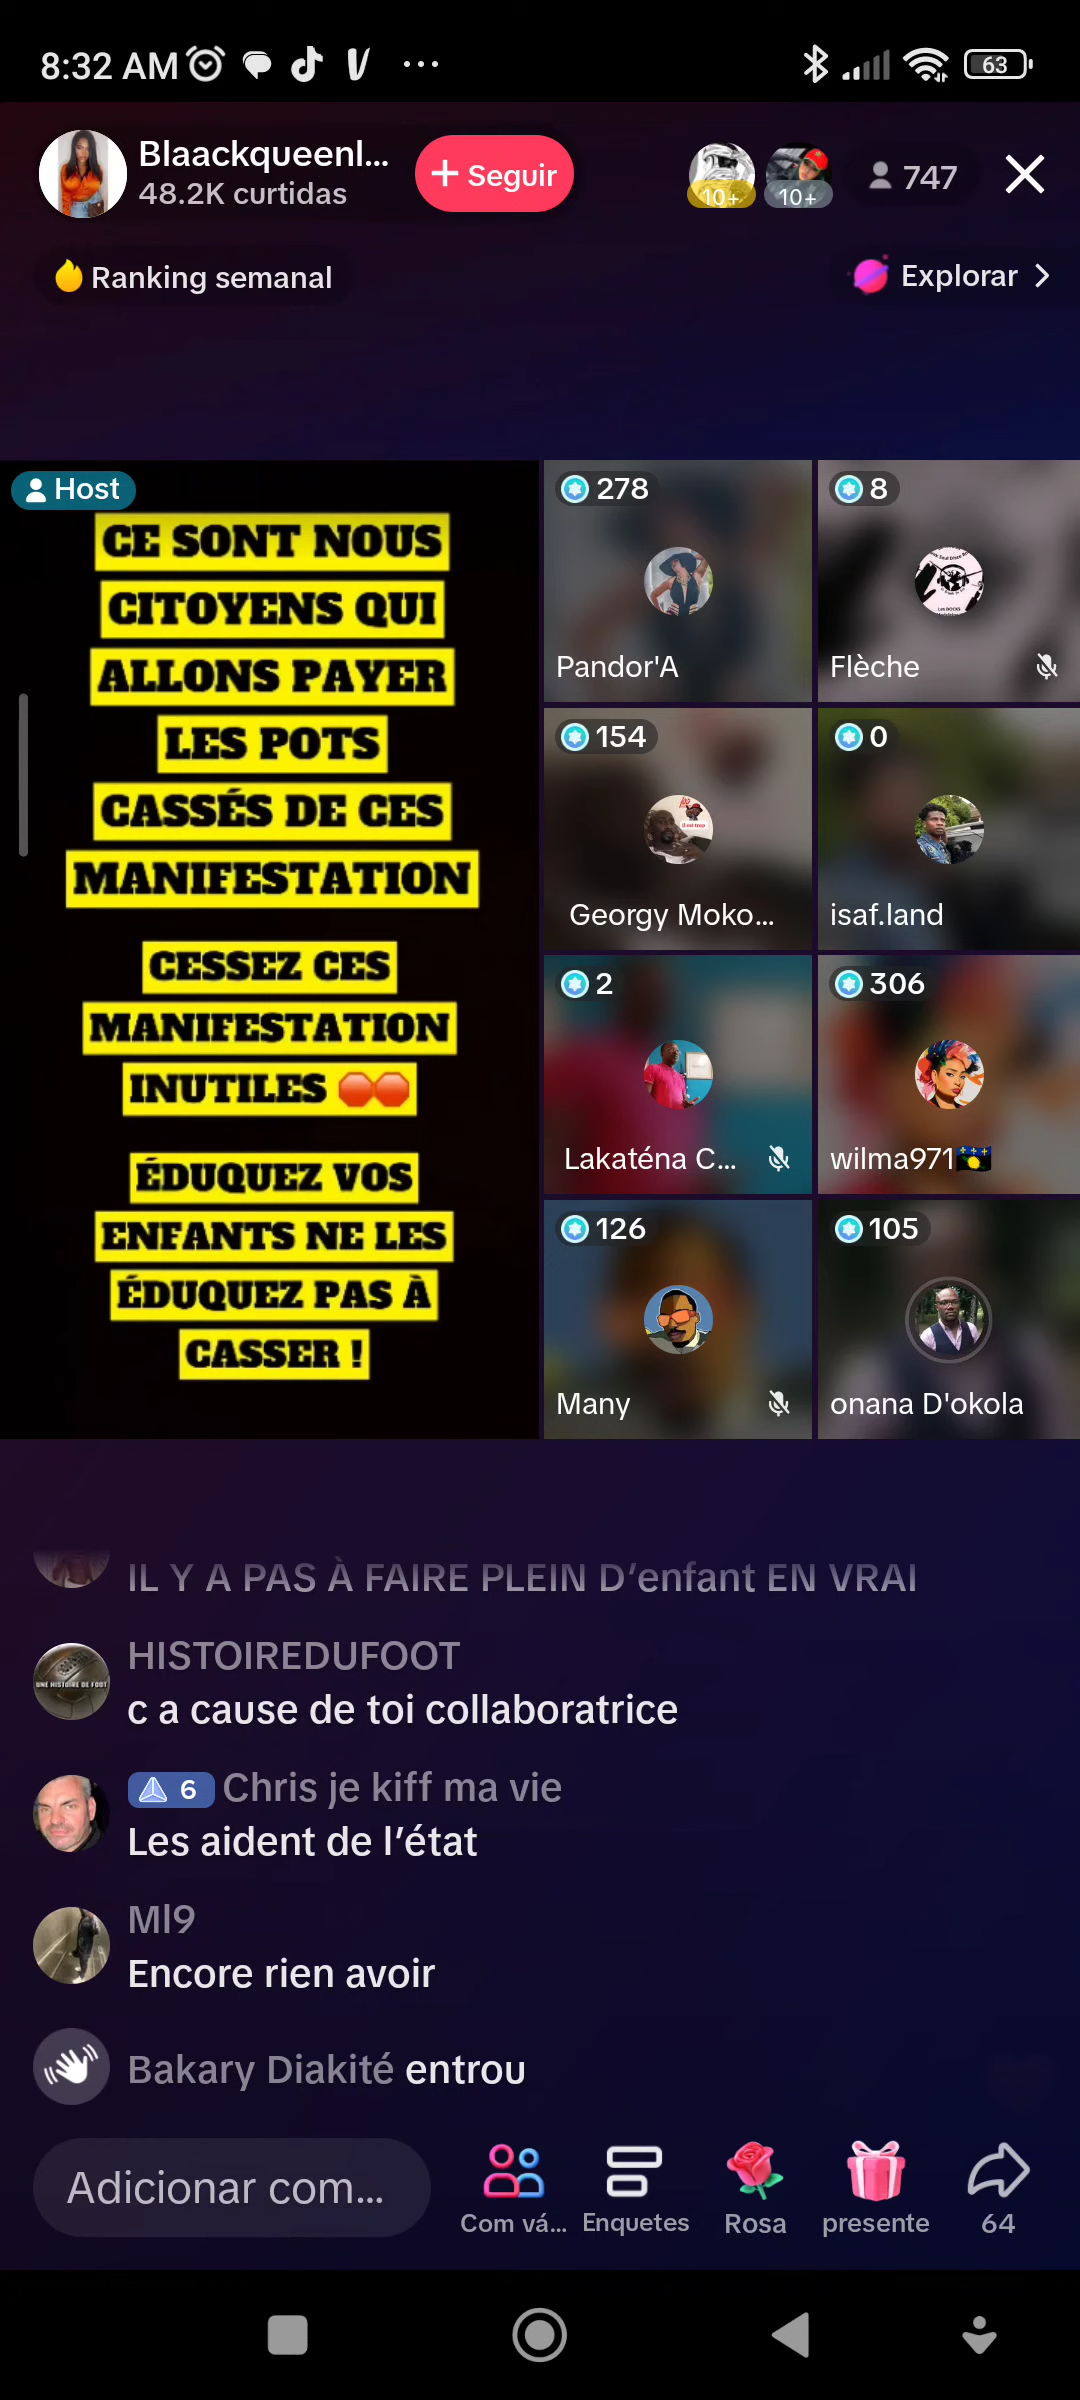 8:32 AM
63
Blaackqueenl...
48.2K curtidas
+ Seguir
10+
10+
747
Ranking semanal
Explorar
Host
CE SONT NOUS
CITOYENS QUI
ALLONS PAYER
LES POTS
CASSÉS DE CES
MANIFESTATION
CESSEZ CES
MANIFESTATION
INUTILES 🛑🛑
ÉDUQUEZ VOS
ENFANTS NE LES
ÉDUQUEZ PAS À
CASSER !
278
Pandor'A
8
Flèche
154
Georgy Moko...
0
isaf.land
2
Lakaténa C...
306
wilma971
126
Many
105
onana D'okola
IL Y A PAS À FAIRE PLEIN D’enfant EN VRAI
UNE HISTOIRE DE FOOT
HISTOIREDUFOOT
c a cause de toi collaboratrice
6 Chris je kiff ma vie
Les aident de l’état
Ml9
Encore rien avoir
Bakary Diakité entrou
Adicionar com...
Com vá...
Enquetes
Rosa
presente
64